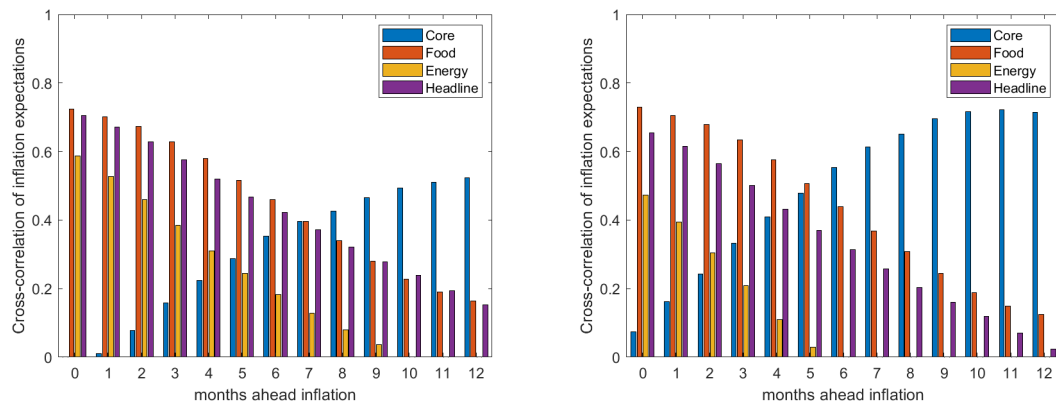 1
0.8
0.6
0.4
0.2
0
Cross-correlation of inflation expectations
Core
Food
Energy
Headline
0 1 2 3 4 5 6 7 8 9 10 11 12
months ahead inflation
1
0.8
0.6
0.4
0.2
0
Cross-correlation of inflation expectations
Core
Food
Energy
Headline
0 1 2 3 4 5 6 7 8 9 10 11 12
months ahead inflation